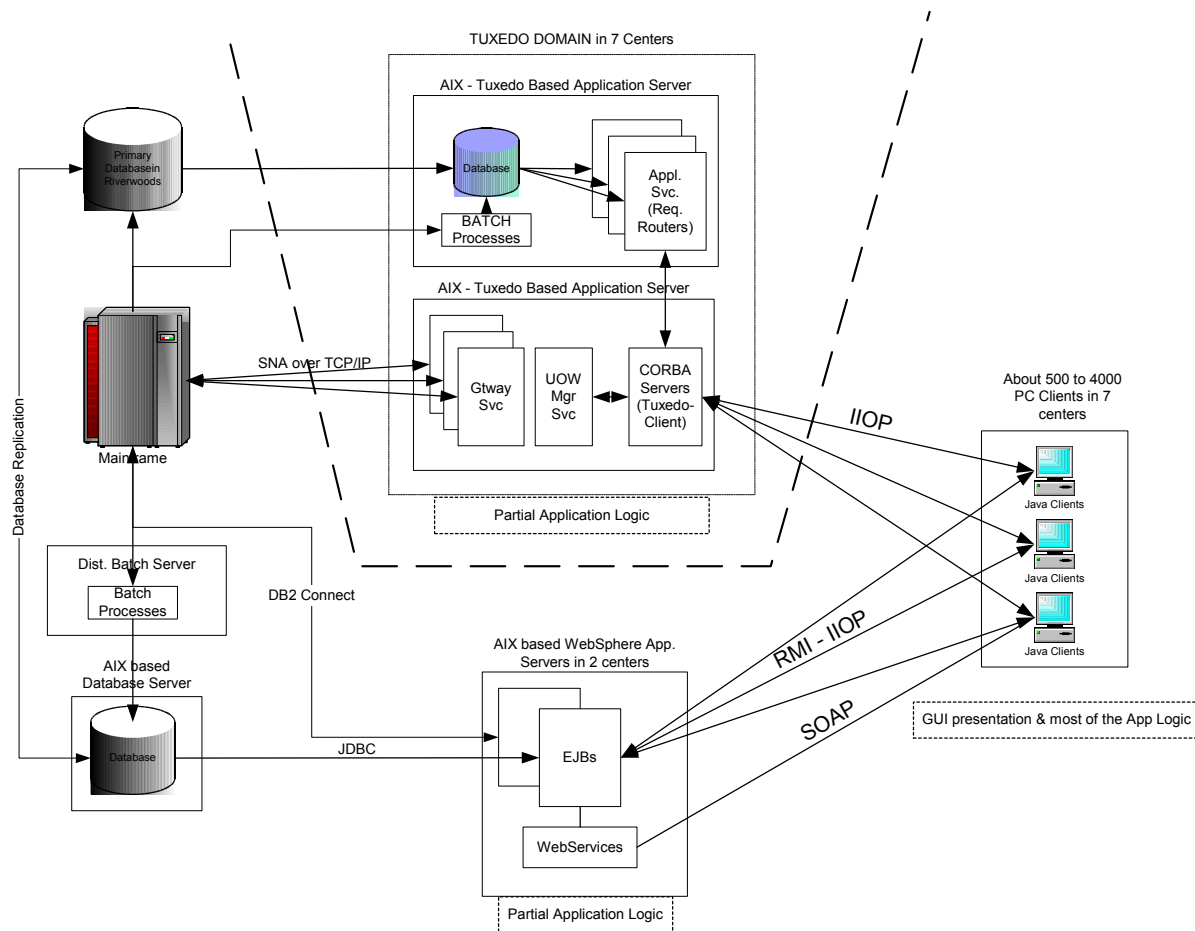 TUXEDO DOMAIN in 7 Centers
AIX - Tuxedo Based Application Server
Primary
Databasein
Riverwoods
Database
BATCH
Processes
Appl.
Svc.
(Req.
Routers)
AIX - Tuxedo Based Application Server
SNA over TCP/IP
Gtway
Svc
UOW
Mgr
Svc
CORBA
Servers
(Tuxedo-
Client)
Mainframe
Partial Application Logic
Database Replication
IIOP
About 500 to 4000
PC Clients in 7
centers
Java Clients
Java Clients
Java Clients
GUI presentation & most of the App Logic
Dist. Batch Server
Batch
Processes
DB2 Connect
AIX based
Database Server
Database
JDBC
AIX based WebSphere App.
Servers in 2 centers
EJBs
WebServices
RMI - IIOP
SOAP
Partial Application Logic